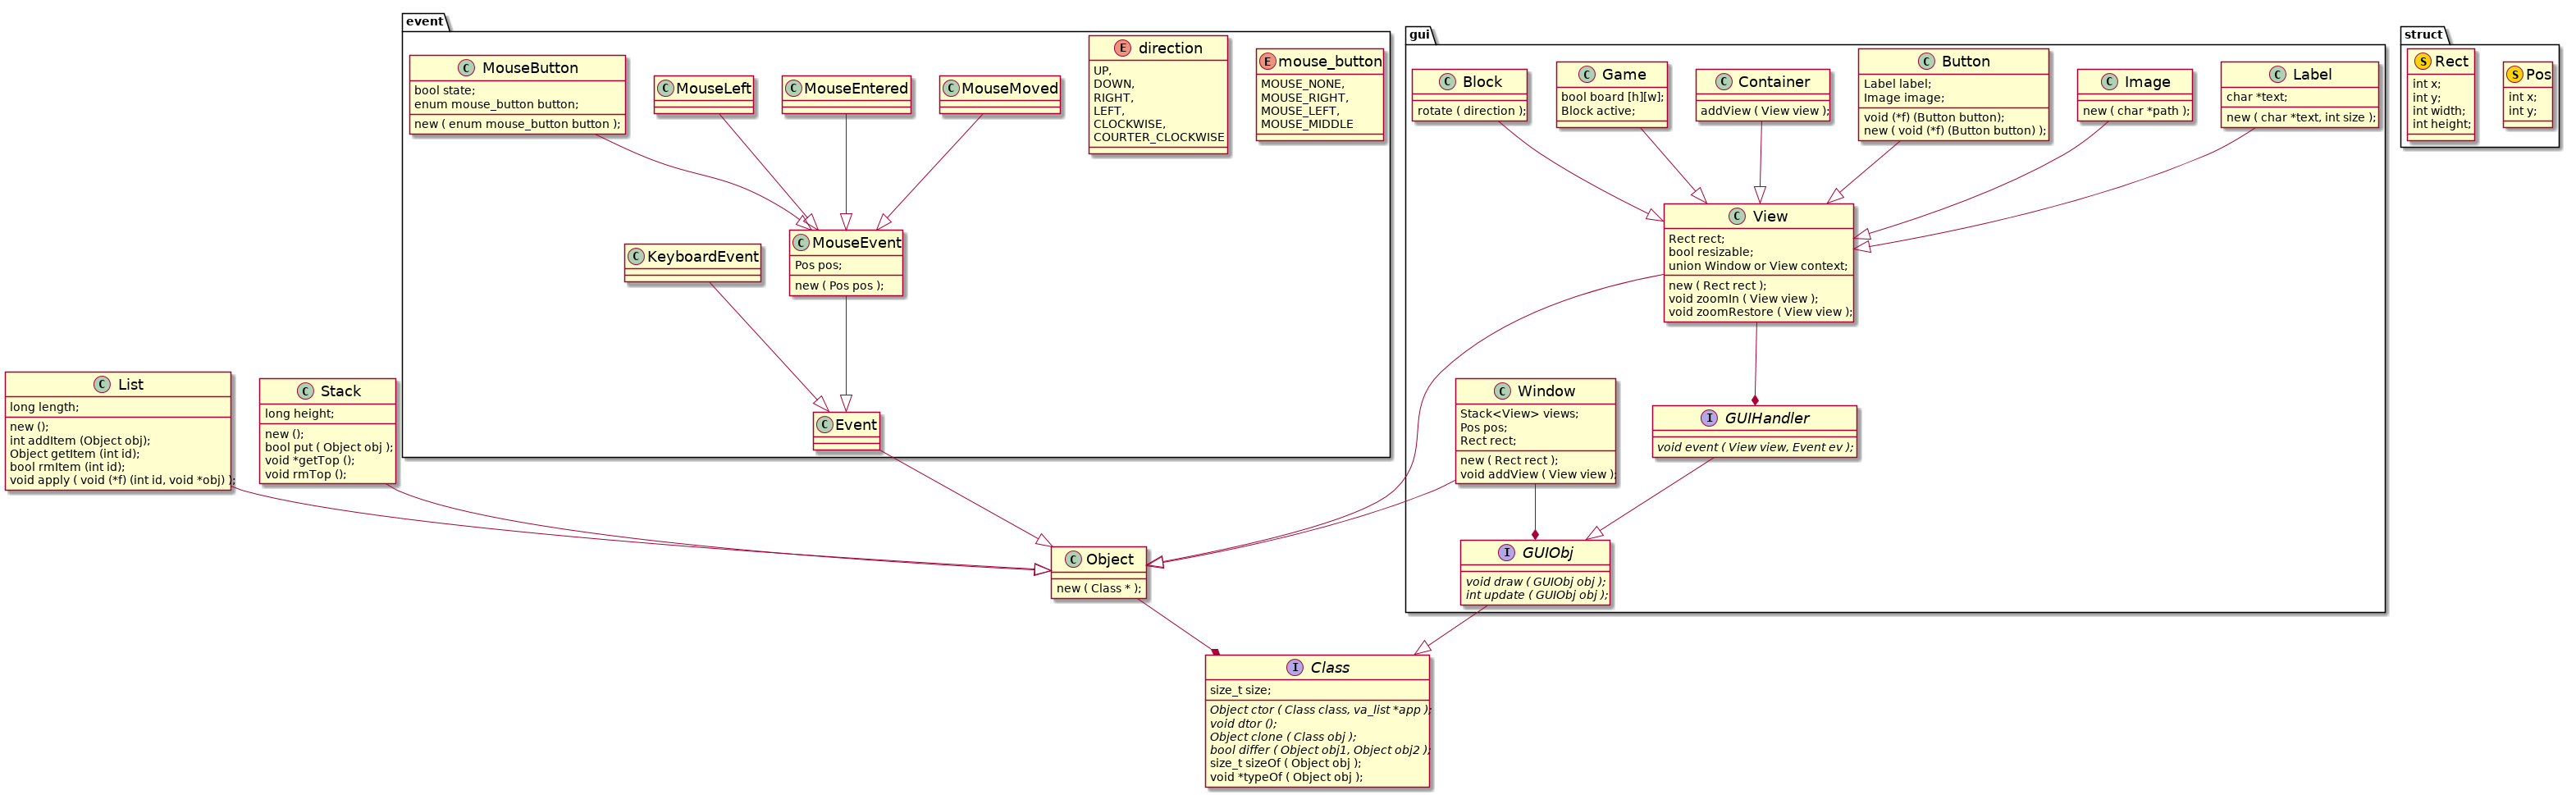 event
C MouseButton
bool state;
enum mouse_button button;
new ( enum mouse_button button );
C MouseLeft
C MouseEntered
C MouseMoved
E direction
UP,
DOWN,
RIGHT,
LEFT,
CLOCKWISE,
COUNTER_CLOCKWISE
E mouse_button
MOUSE_NONE,
MOUSE_RIGHT,
MOUSE_LEFT,
MOUSE_MIDDLE
C KeyboardEvent
C MouseEvent
Pos pos;
new ( Pos pos );
C Event
gui
C Block
rotate ( direction );
C Game
bool board [h][w];
Block active;
C Container
addView ( View view );
C Button
Label label;
Image image;
void (*f) (Button button);
new ( void (*f) (Button button) );
C Image
new ( char *path );
C Label
char *text;
new ( char *text, int size );
C View
Rect rect;
bool resizable;
union Window or View context;
new ( Rect rect );
void zoomIn ( View view );
void zoomRestore ( View view );
C Window
Stack<View> views;
Pos pos;
Rect rect;
new ( Rect rect );
void addView ( View view );
I GUIHandler
void event ( View view, Event ev );
I GUIObj
void draw ( GUIObj obj );
int update ( GUIObj obj );
struct
S Rect
int x;
int y;
int width;
int height;
S Pos
int x;
int y;
C List
long length;
new ();
int addItem (Object obj);
Object getItem (int id);
bool rmItem (int id);
void apply ( void (*f) (int id, void *obj) );
C Stack
long height;
new ();
bool put ( Object obj );
void *getTop ();
void rmTop ();
C Object
new ( Class * );
I Class
size_t size;
Object ctor ( Class class, va_list *app );
void dtor ();
Object clone ( Class obj );
bool differ ( Object obj1, Object obj2 );
size_t sizeOf ( Object obj );
void *typeOf ( Object obj );